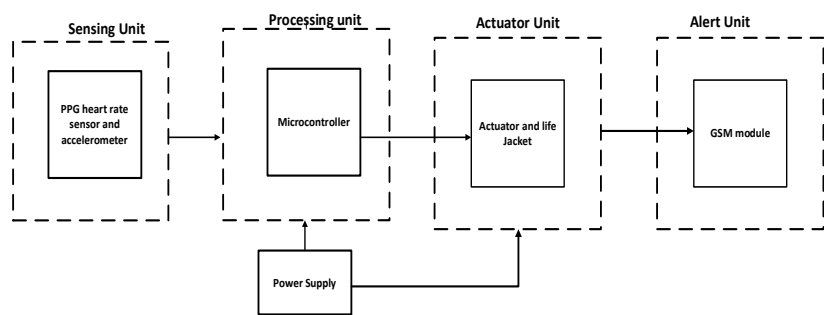 Sensing Unit
Processing unit
Actuator Unit
Alert Unit
PPG heart rate
sensor and
accelerometer
Microcontroller
Actuator and life
Jacket
GSM module
Power Supply